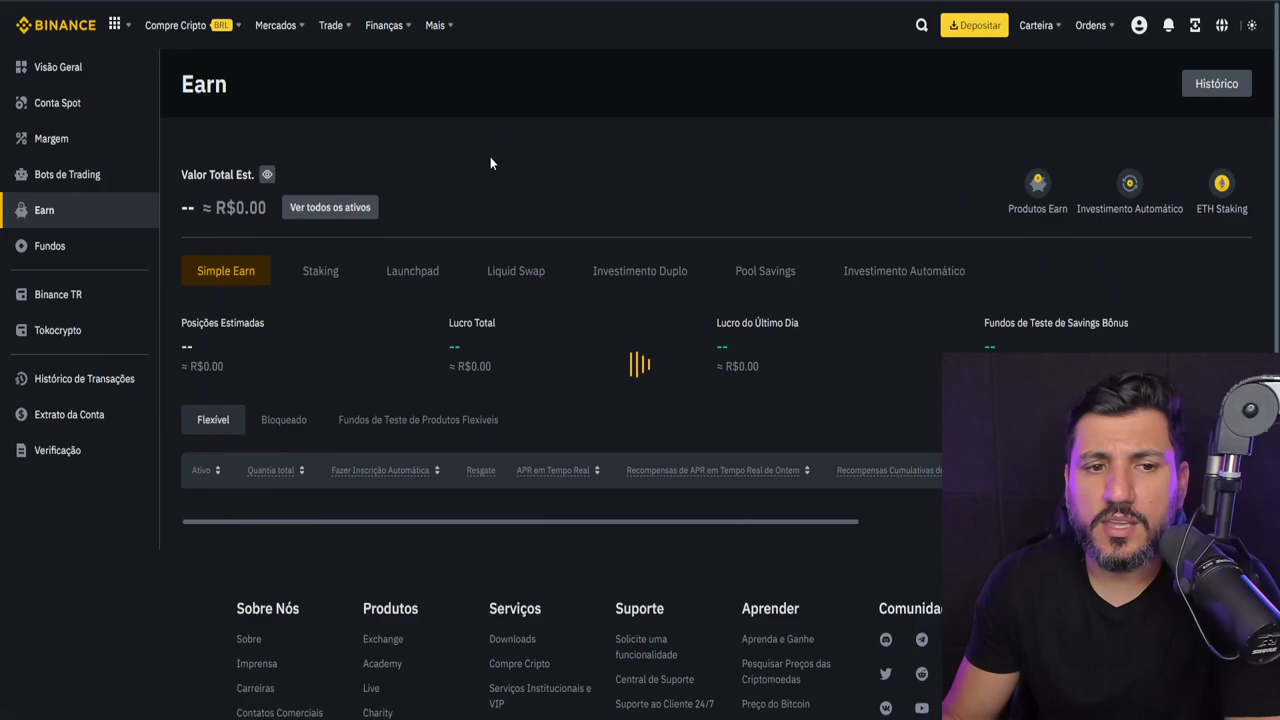 BINANCE
Compre Cripto BRL
Mercados
Trade
Finanças
Mais
Depositar
Carteira
Ordens
Visão Geral
Conta Spot
Margem
Bots de Trading
Earn
Fundos
Binance TR
Tokocrypto
Histórico de Transações
Extrato da Conta
Verificação
Earn
Histórico
Valor Total Est.
-- ≈ R$0.00
Ver todos os ativos
Produtos Earn
Investimento Automático
ETH Staking
Simple Earn
Staking
Launchpad
Liquid Swap
Investimento Duplo
Pool Savings
Investimento Automático
Posições Estimadas
--
≈ R$0.00
Lucro Total
--
≈ R$0.00
Lucro do Último Dia
--
≈ R$0.00
Fundos de Teste de Savings Bônus
--
Flexível
Bloqueado
Fundos de Teste de Produtos Flexíveis
Ativo
Quantia total
Fazer Inscrição Automática
Resgate
APR em Tempo Real
Recompensas de APR em Tempo Real de Ontem
Recompensas Cumulativas de
Sobre Nós
Sobre
Imprensa
Carreiras
Contatos Comerciais
Produtos
Exchange
Academy
Live
Charity
Serviços
Downloads
Compre Cripto
Serviços Institucionais e
VIP
Suporte
Solicite uma
funcionalidade
Central de Suporte
Suporte ao Cliente 24/7
Aprender
Aprenda e Ganhe
Pesquisar Preços das
Criptomoedas
Preço do Bitcoin
Comunidad